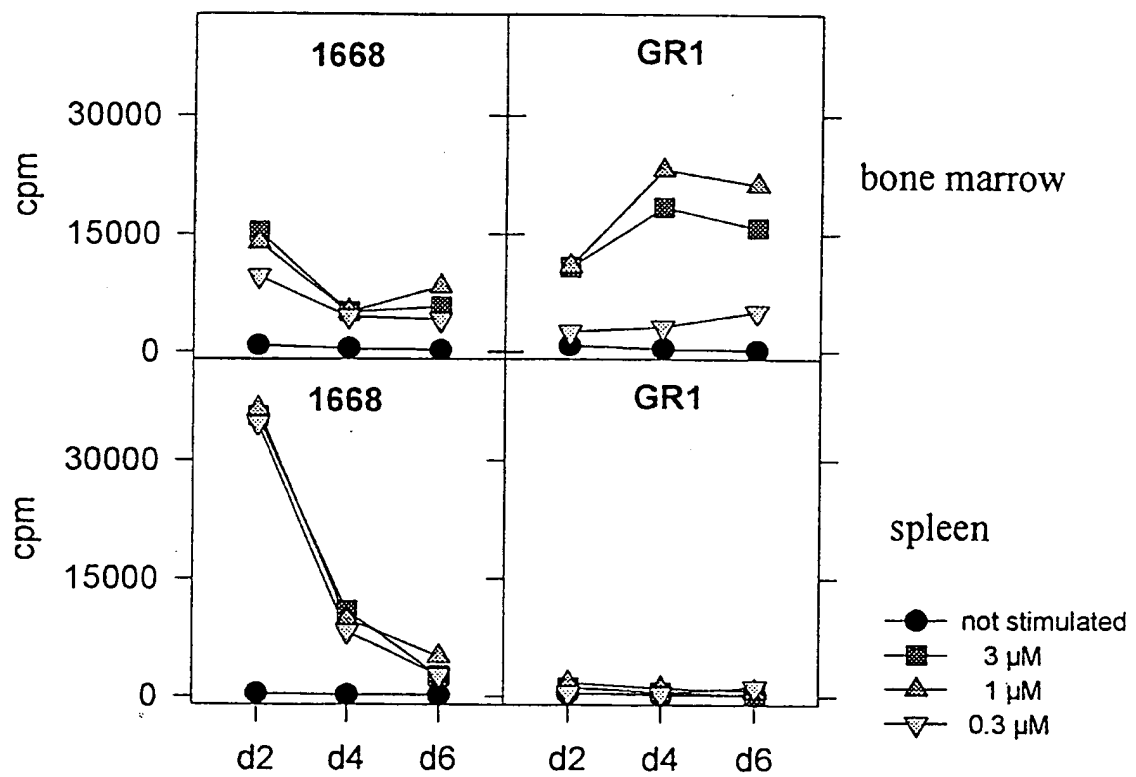 1668
GR1
30000
15000
0
cpm
bone marrow
1668
GR1
30000
15000
0
cpm
spleen
not stimulated
3 µM
1 µM
0.3 µM
d2 d4 d6 d2 d4 d6